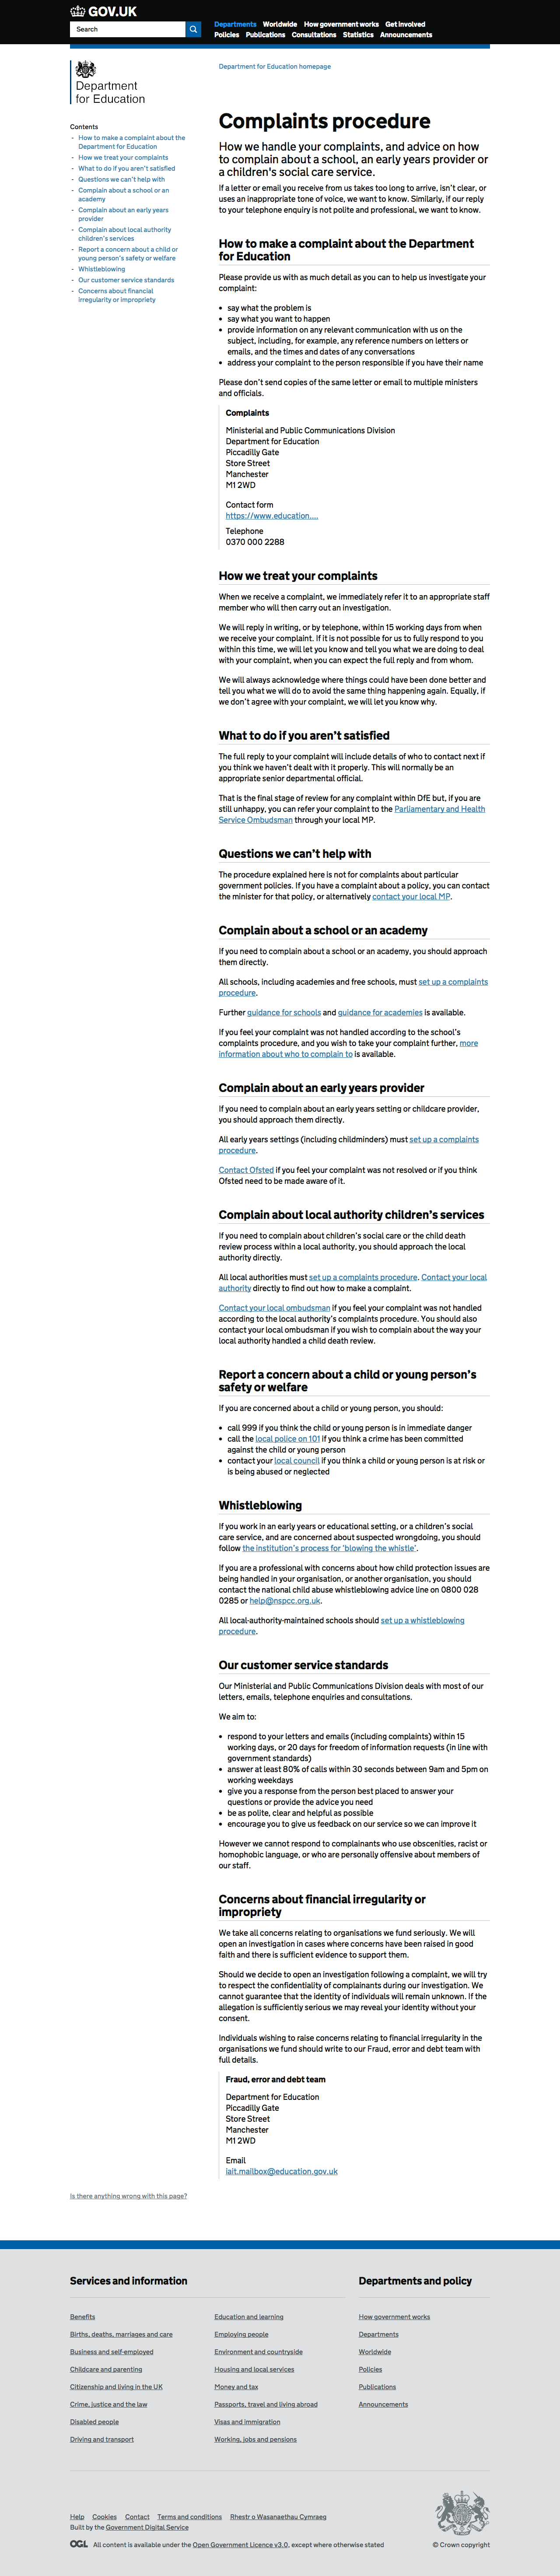 GOV.UK
Search
Departments Worldwide How government works Get involved
Policies Publications Consultations Statistics Announcements
Department
for Education
Department for Education homepage
Contents
- How to make a complaint about the
Department for Education
- How we treat your complaints
- What to do if you aren’t satisfied
- Questions we can’t help with
- Complain about a school or an
academy
- Complain about an early years
provider
- Complain about local authority
children’s services
- Report a concern about a child or
young person’s safety or welfare
- Whistleblowing
- Our customer service standards
- Concerns about financial
irregularity or impropriety
Complaints procedure
How we handle your complaints, and advice on how
to complain about a school, an early years provider or
a children's social care service.
If a letter or email you receive from us takes too long to arrive, isn’t clear, or
uses an inappropriate tone of voice, we want to know. Similarly, if our reply
to your telephone enquiry is not polite and professional, we want to know.
How to make a complaint about the Department
for Education
Please provide us with as much detail as you can to help us investigate your
complaint:
• say what the problem is
• say what you want to happen
• provide information on any relevant communication with us on the
subject, including, for example, any reference numbers on letters or
emails, and the times and dates of any conversations
• address your complaint to the person responsible if you have their name
Please don’t send copies of the same letter or email to multiple ministers
and officials.
Complaints
Ministerial and Public Communications Division
Department for Education
Piccadilly Gate
Store Street
Manchester
M1 2WD
Contact form
https://www.education....
Telephone
0370 000 2288
How we treat your complaints
When we receive a complaint, we immediately refer it to an appropriate staff
member who will then carry out an investigation.
We will reply in writing, or by telephone, within 15 working days from when
we receive your complaint. If it is not possible for us to fully respond to you
within this time, we will let you know and tell you what we are doing to deal
with your complaint, when you can expect the full reply and from whom.
We will always acknowledge where things could have been done better and
tell you what we will do to avoid the same thing happening again. Equally, if
we don’t agree with your complaint, we will let you know why.
What to do if you aren’t satisfied
The full reply to your complaint will include details of who to contact next if
you think we haven’t dealt with it properly. This will normally be an
appropriate senior departmental official.
That is the final stage of review for any complaint within DfE but, if you are
still unhappy, you can refer your complaint to the Parliamentary and Health
Service Ombudsman through your local MP.
Questions we can’t help with
The procedure explained here is not for complaints about particular
government policies. If you have a complaint about a policy, you can contact
the minister for that policy, or alternatively contact your local MP.
Complain about a school or an academy
If you need to complain about a school or an academy, you should approach
them directly.
All schools, including academies and free schools, must set up a complaints
procedure.
Further guidance for schools and guidance for academies is available.
If you feel your complaint was not handled according to the school’s
complaints procedure, and you wish to take your complaint further, more
information about who to complain to is available.
Complain about an early years provider
If you need to complain about an early years setting or childcare provider,
you should approach them directly.
All early years settings (including childminders) must set up a complaints
procedure.
Contact Ofsted if you feel your complaint was not resolved or if you think
Ofsted need to be made aware of it.
Complain about local authority children’s services
If you need to complain about children’s social care or the child death
review process within a local authority, you should approach the local
authority directly.
All local authorities must set up a complaints procedure. Contact your local
authority directly to find out how to make a complaint.
Contact your local ombudsman if you feel your complaint was not handled
according to the local authority’s complaints procedure. You should also
contact your local ombudsman if you wish to complain about the way your
local authority handled a child death review.
Report a concern about a child or young person’s
safety or welfare
If you are concerned about a child or young person, you should:
• call 999 if you think the child or young person is in immediate danger
• call the local police on 101 if you think a crime has been committed
against the child or young person
• contact your local council if you think a child or young person is at risk or
is being abused or neglected
Whistleblowing
If you work in an early years or educational setting, or a children’s social
care service, and are concerned about suspected wrongdoing, you should
follow the institution’s process for ‘blowing the whistle’.
If you are a professional with concerns about how child protection issues are
being handled in your organisation, or another organisation, you should
contact the national child abuse whistleblowing advice line on 0800 028
0285 or help@nspcc.org.uk.
All local-authority-maintained schools should set up a whistleblowing
procedure.
Our customer service standards
Our Ministerial and Public Communications Division deals with most of our
letters, emails, telephone enquiries and consultations.
We aim to:
• respond to your letters and emails (including complaints) within 15
working days, or 20 days for freedom of information requests (in line with
government standards)
• answer at least 80% of calls within 30 seconds between 9am and 5pm on
working weekdays
• give you a response from the person best placed to answer your
questions or provide the advice you need
• be as polite, clear and helpful as possible
• encourage you to give us feedback on our service so we can improve it
However we cannot respond to complainants who use obscenities, racist or
homophobic language, or who are personally offensive about members of
our staff.
Concerns about financial irregularity or
impropriety
We take all concerns relating to organisations we fund seriously. We will
open an investigation in cases where concerns have been raised in good
faith and there is sufficient evidence to support them.
Should we decide to open an investigation following a complaint, we will try
to respect the confidentiality of complainants during our investigation. We
cannot guarantee that the identity of individuals will remain unknown. If the
allegation is sufficiently serious we may reveal your identity without your
consent.
Individuals wishing to raise concerns relating to financial irregularity in the
organisations we fund should write to our Fraud, error and debt team with
full details.
Fraud, error and debt team
Department for Education
Piccadilly Gate
Store Street
Manchester
M1 2WD
Email
iait.mailbox@education.gov.uk
Is there anything wrong with this page?
Services and information
Benefits
Births, deaths, marriages and care
Business and self-employed
Childcare and parenting
Citizenship and living in the UK
Crime, justice and the law
Disabled people
Driving and transport
Education and learning
Employing people
Environment and countryside
Housing and local services
Money and tax
Passports, travel and living abroad
Visas and immigration
Working, jobs and pensions
Departments and policy
How government works
Departments
Worldwide
Policies
Publications
Announcements
Help Cookies Contact Terms and conditions Rhestr o Wasanaethau Cymraeg
Built by the Government Digital Service
OGL All content is available under the Open Government Licence v3.0, except where otherwise stated
© Crown copyright